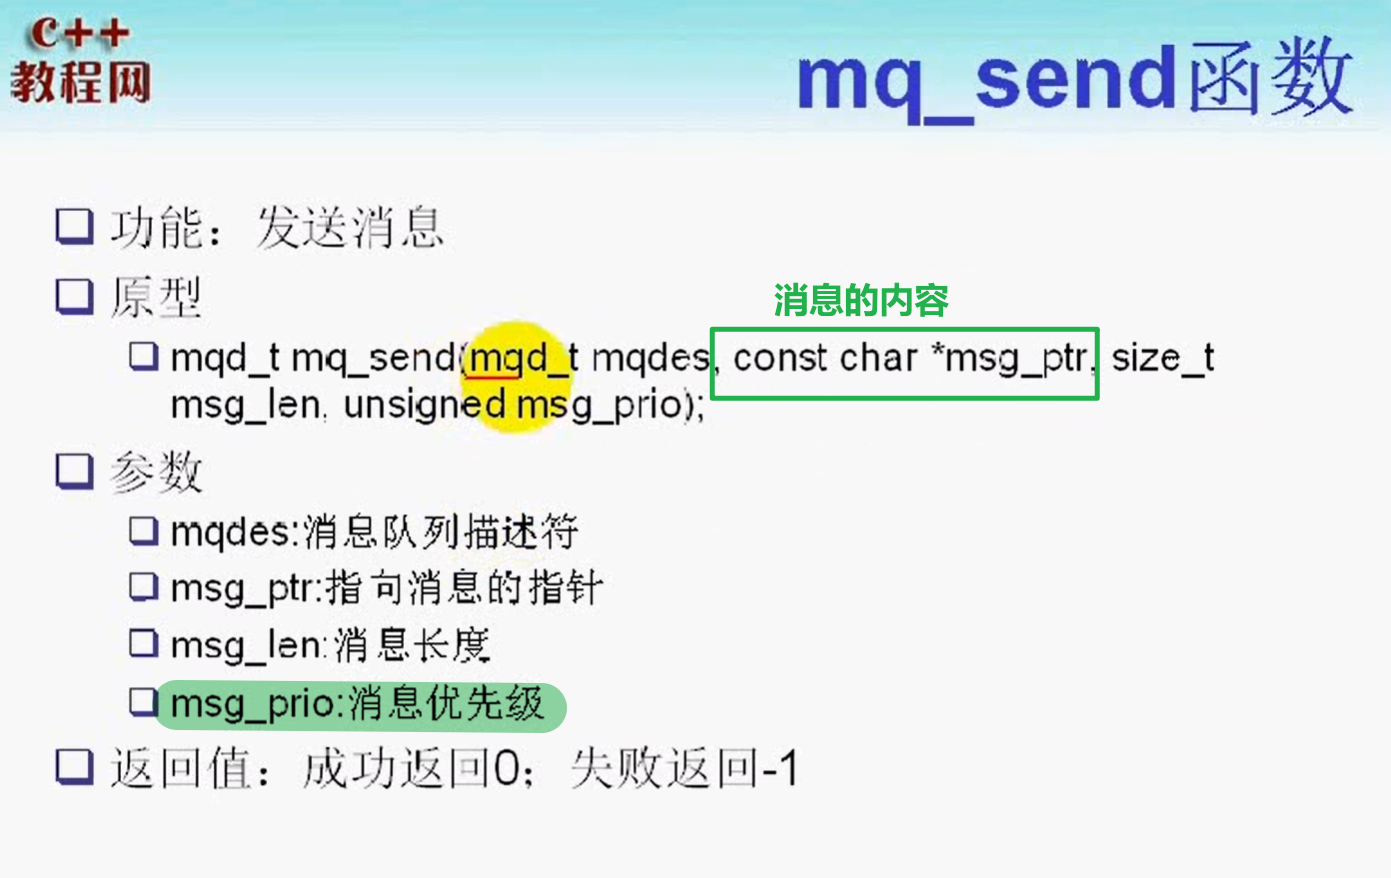 C++
教程网
mq_send函数
功能：发送消息
原型
消息的内容
mqd_t mq_send(mqd_t mqdes, const char *msg_ptr, size_t
msg_len, unsigned msg_prio);
参数
mqdes:消息队列描述符
msg_ptr:指向消息的指针
msg_len:消息长度
msg_prio:消息优先级
返回值：成功返回0；失败返回-1